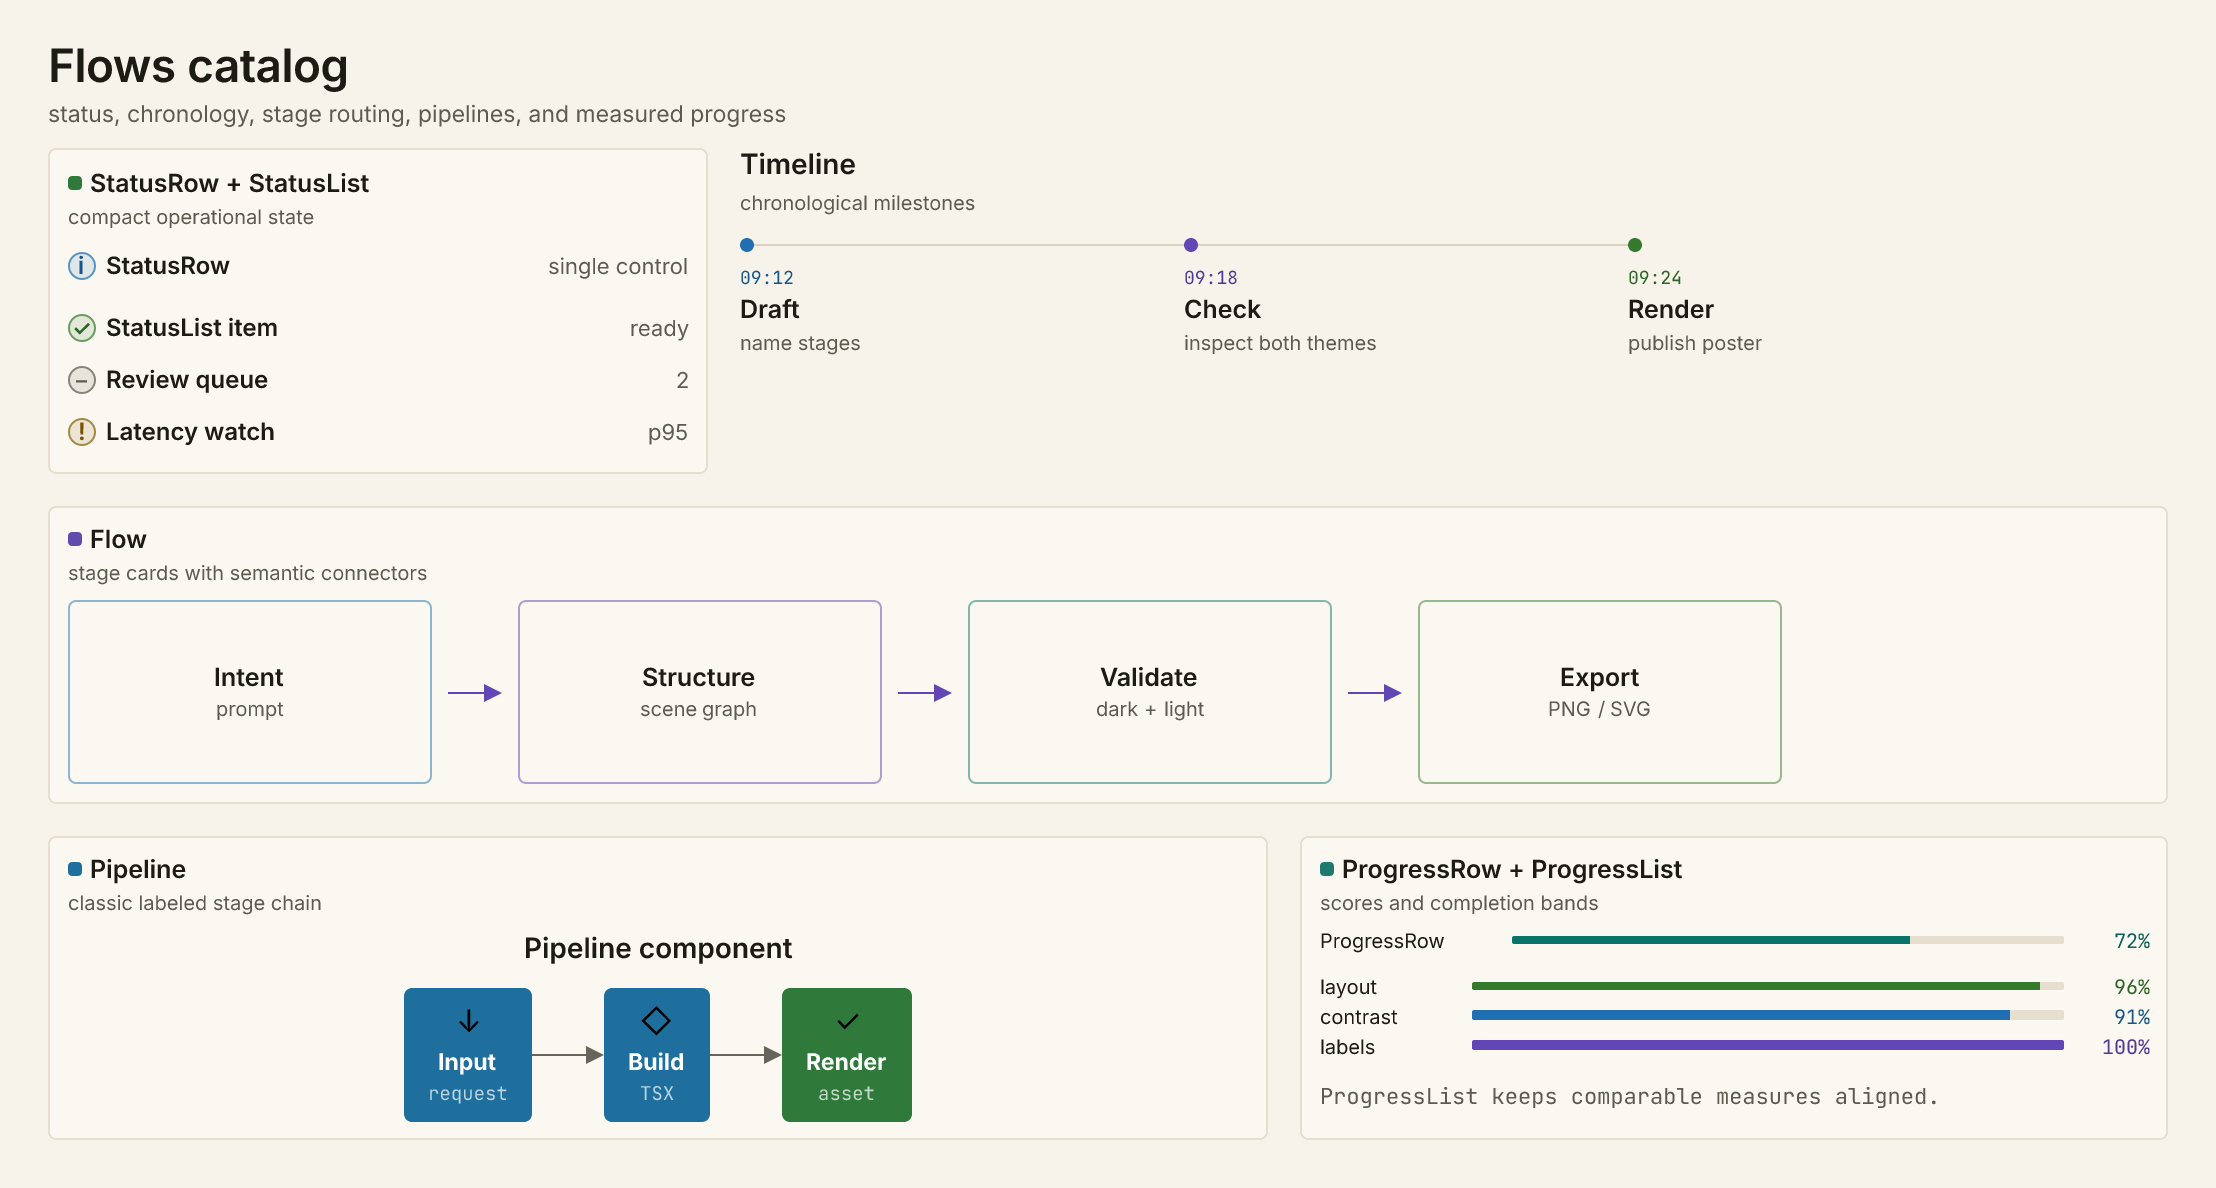 Flows catalog
status, chronology, stage routing, pipelines, and measured progress
StatusRow + StatusList
compact operational state
StatusRow single control
StatusList item ready
Review queue 2
Latency watch p95
Timeline
chronological milestones
09:12 09:18 09:24
Draft Check Render
name stages inspect both themes publish poster
Flow
stage cards with semantic connectors
Intent Structure Validate Export
prompt scene graph dark + light PNG / SVG
Pipeline
classic labeled stage chain
Pipeline component
Input Build Render
request TSX asset
ProgressRow + ProgressList
scores and completion bands
ProgressRow 72%
layout 96%
contrast 91%
labels 100%
ProgressList keeps comparable measures aligned.